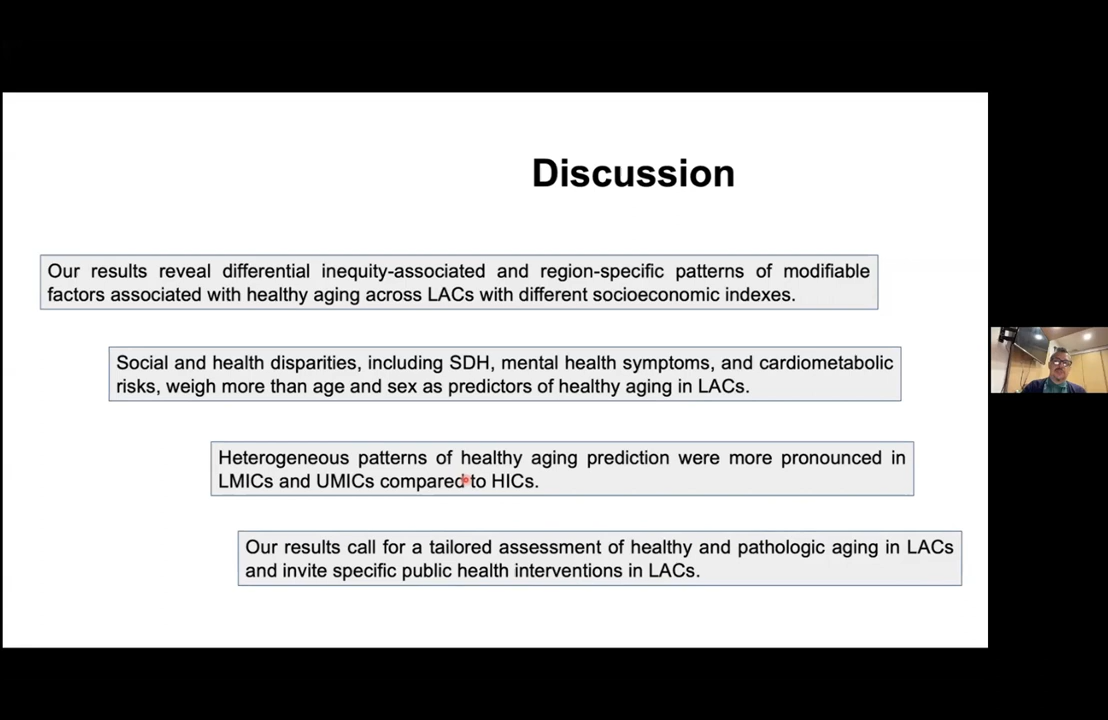 Discussion
Our results reveal differential inequity-associated and region-specific patterns of modifiable
factors associated with healthy aging across LACs with different socioeconomic indexes.
Social and health disparities, including SDH, mental health symptoms, and cardiometabolic
risks, weigh more than age and sex as predictors of healthy aging in LACs.
Heterogeneous patterns of healthy aging prediction were more pronounced in
LMICs and UMICs compared to HICs.
Our results call for a tailored assessment of healthy and pathologic aging in LACs
and invite specific public health interventions in LACs.